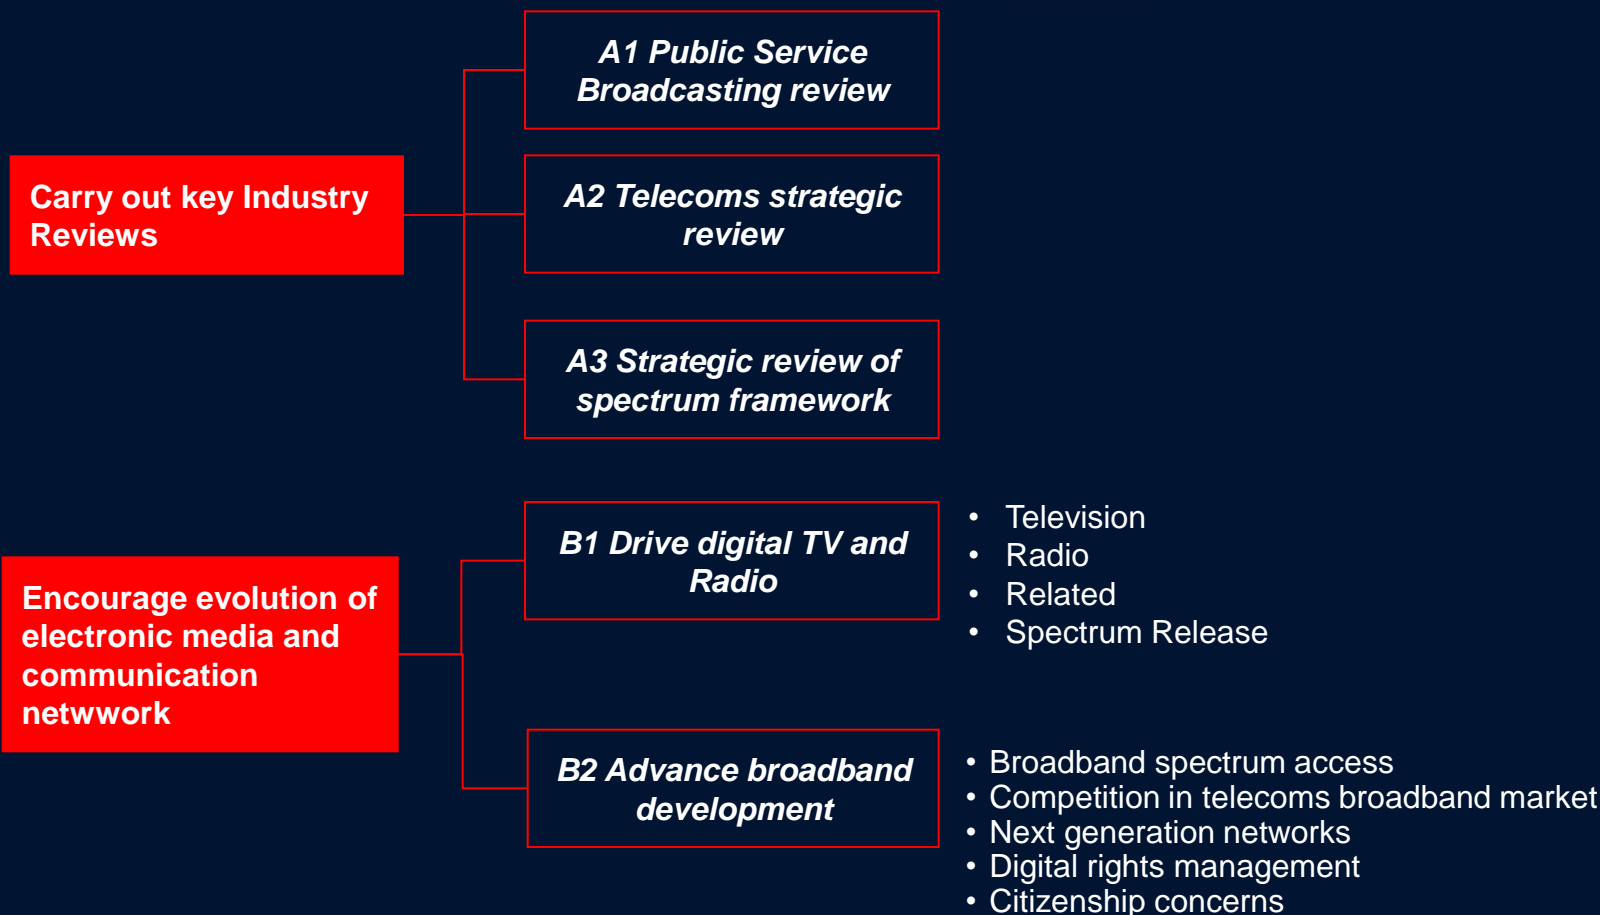 A1 Public Service
Broadcasting review
Carry out key Industry
Reviews
A2 Telecoms strategic
review
A3 Strategic review of
spectrum framework
Encourage evolution of
electronic media and
communication
netwwork
B1 Drive digital TV and
Radio
• Television
• Radio
• Related
• Spectrum Release
B2 Advance broadband
development
• Broadband spectrum access
• Competition in telecoms broadband market
• Next generation networks
• Digital rights management
• Citizenship concerns